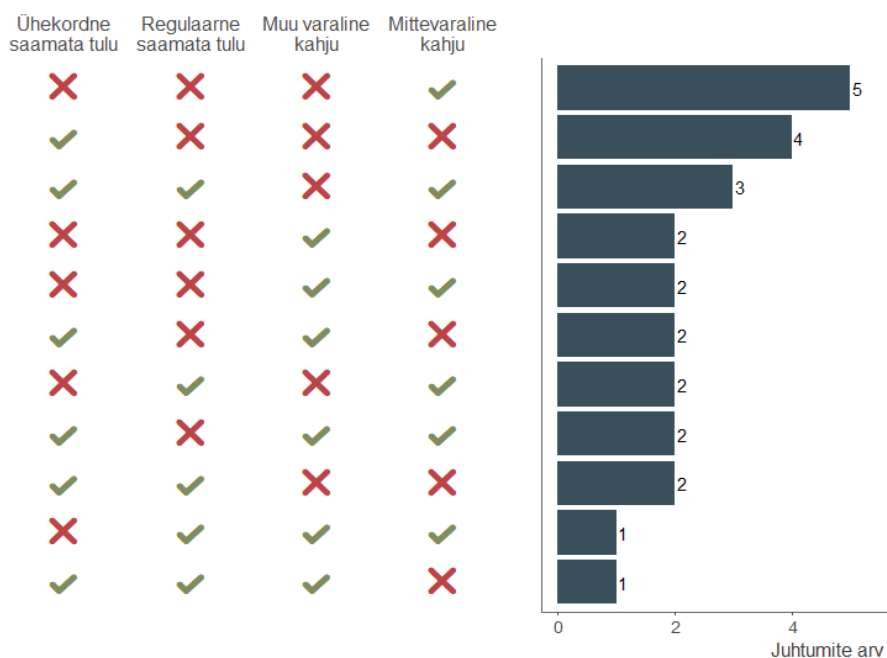 Ühekordne
saamata tulu
Regulaarne
saamata tulu
Muu varaline
kahju
Mittevaraline
kahju
5
4
3
2
2
2
2
2
2
1
1
0
2
4
Juhtumite arv